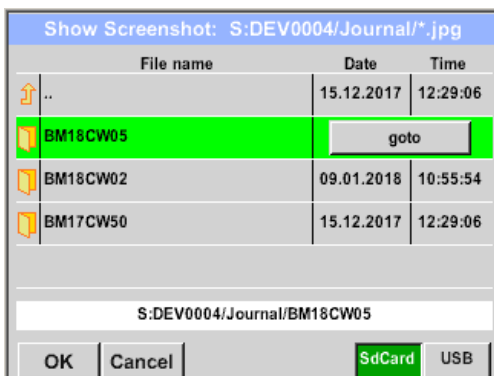 Show Screenshot: S:DEV0004/Journal/*.jpg
File name Date Time
.. 15.12.2017 12:29:06
BM18CW05 goto
BM18CW02 09.01.2018 10:55:54
BM17CW50 15.12.2017 12:29:06
S:DEV0004/Journal/BM18CW05
OK Cancel SdCard USB